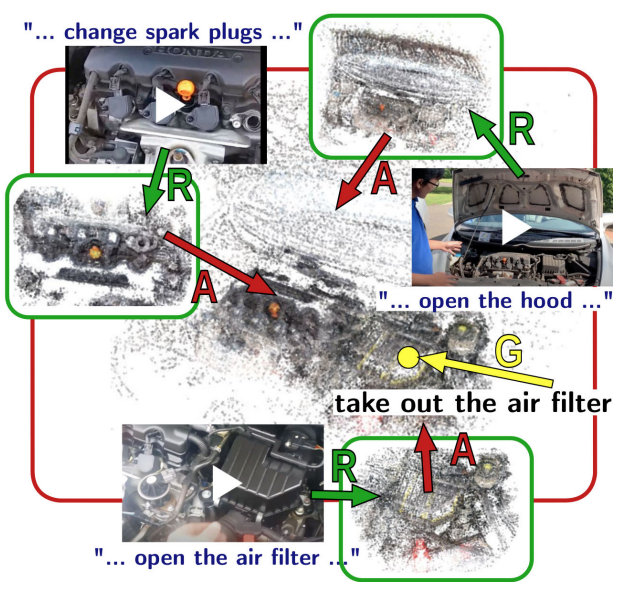 "... change spark plugs ..."
HONDA
R
R
A
A
"... open the hood ..."
G
take out the air filter
R
A
"... open the air filter ..."